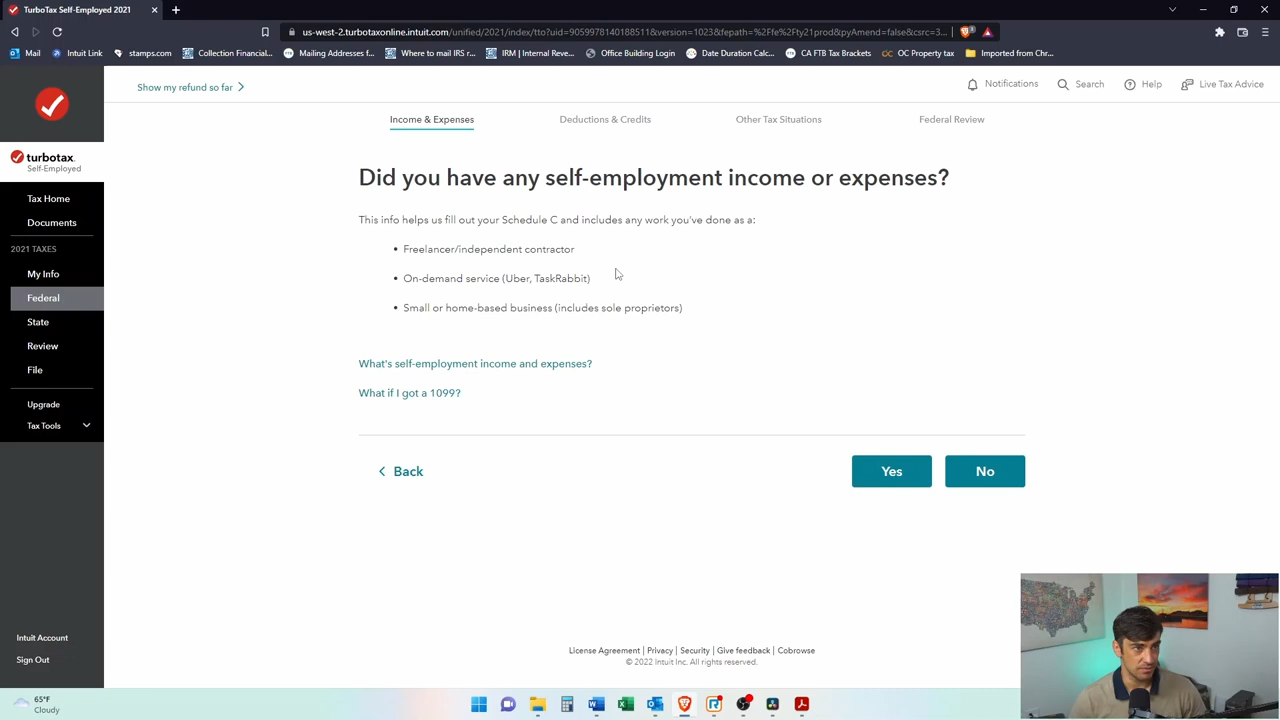 TurboTax Self-Employed 2021
us-west-2.turbotaxonline.intuit.com/unified/2021/index/tto?uid=9059978140188511&version=1023&fepath=%2Ffe%2Fty21prod&pyAmend=false&csrc=3...
Mail
Intuit Link
stamps.com
Collection Financial...
Mailing Addresses f...
Where to mail IRS r...
IRM | Internal Reven...
Office Building Loan
Date Duration Calc...
CA FTB Tax Brackets
OC Property tax
Imported from Chr...
Show my refund so far
Notifications
Search
Help
Live Tax Advice
Income & Expenses
Deductions & Credits
Other Tax Situations
Federal Review
turbotax
Self-Employed
Tax Home
Documents
2021 TAXES
My Info
Federal
State
Review
File
Upgrade
Tax Tools
Intuit Account
Sign Out
Did you have any self-employment income or expenses?
This info helps us fill out your Schedule C and includes any work you've done as a:
• Freelancer/independent contractor
• On-demand service (Uber, TaskRabbit)
• Small or home-based business (includes sole proprietors)
What's self-employment income and expenses?
What if I got a 1099?
Back
Yes
No
License Agreement | Privacy | Security | Give feedback | Cobrowse
© 2022 Intuit Inc. All rights reserved.
65°F
Cloudy